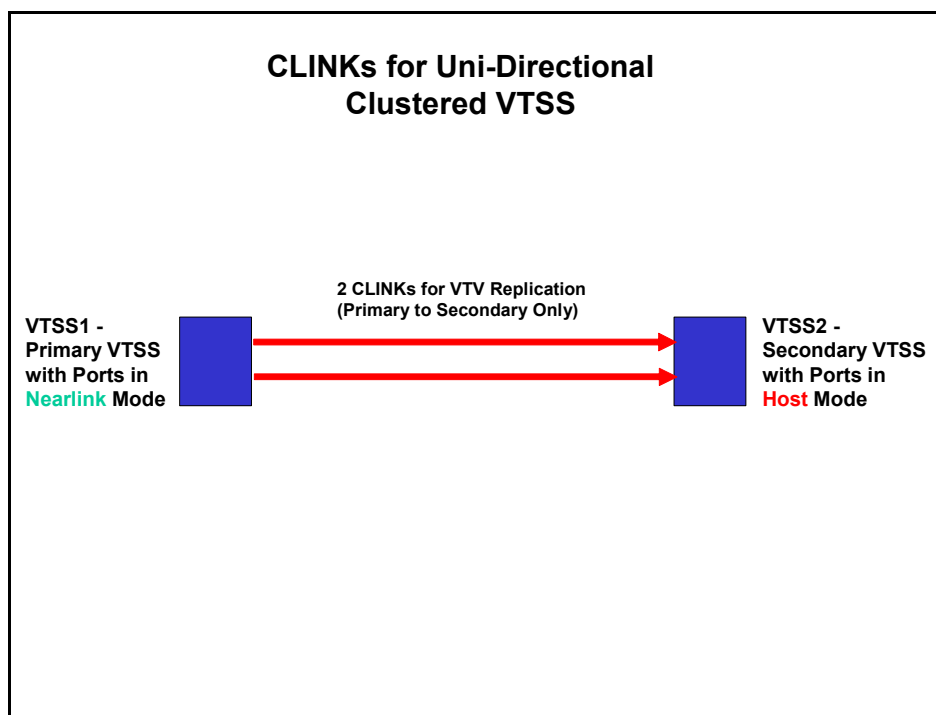 CLINKs for Uni-Directional
Clustered VTSS
2 CLINKs for VTV Replication
(Primary to Secondary Only)
VTSS1 -
Primary VTSS
with Ports in
Nearlink Mode
VTSS2 -
Secondary VTSS
with Ports in
Host Mode